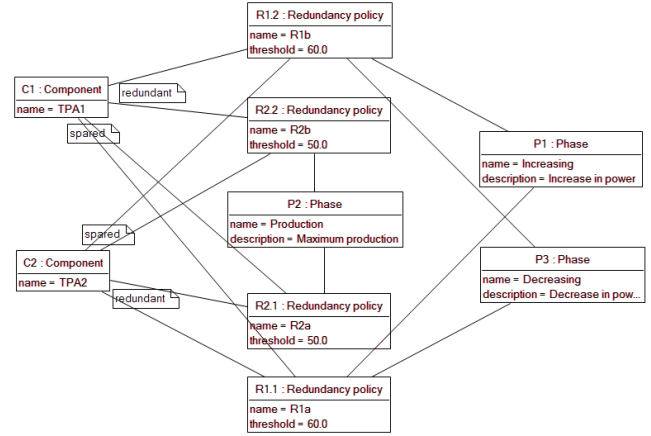 R1.2 : Redundancy policy
name = R1b
threshold = 60.0
C1 : Component
name = TPA1
redundant
spared
R2.2 : Redundancy policy
name = R2b
threshold = 50.0
P1 : Phase
name = Increasing
description = Increase in power
P2 : Phase
name = Production
description = Maximum production
spared
C2 : Component
name = TPA2
redundant
P3 : Phase
name = Decreasing
description = Decrease in pow...
R2.1 : Redundancy policy
name = R2a
threshold = 50.0
R1.1 : Redundancy policy
name = R1a
threshold = 60.0